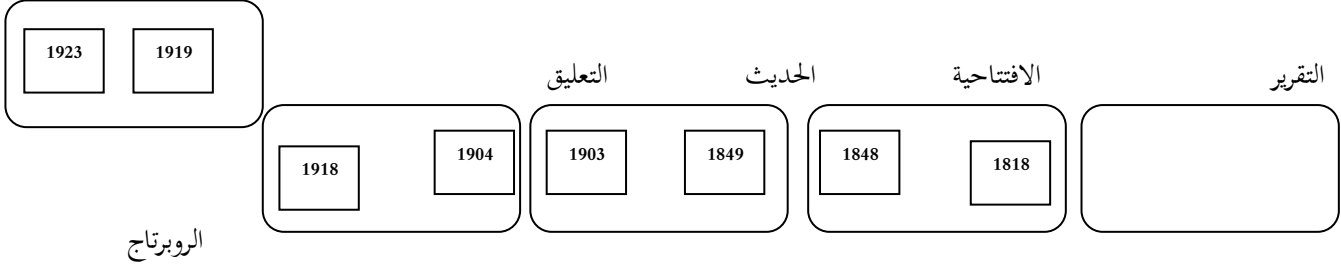 1919 1923
التقرير الافتتاحية الحديث التعليق
1818 1848 1849 1903 1904 1918
الروبرتاج